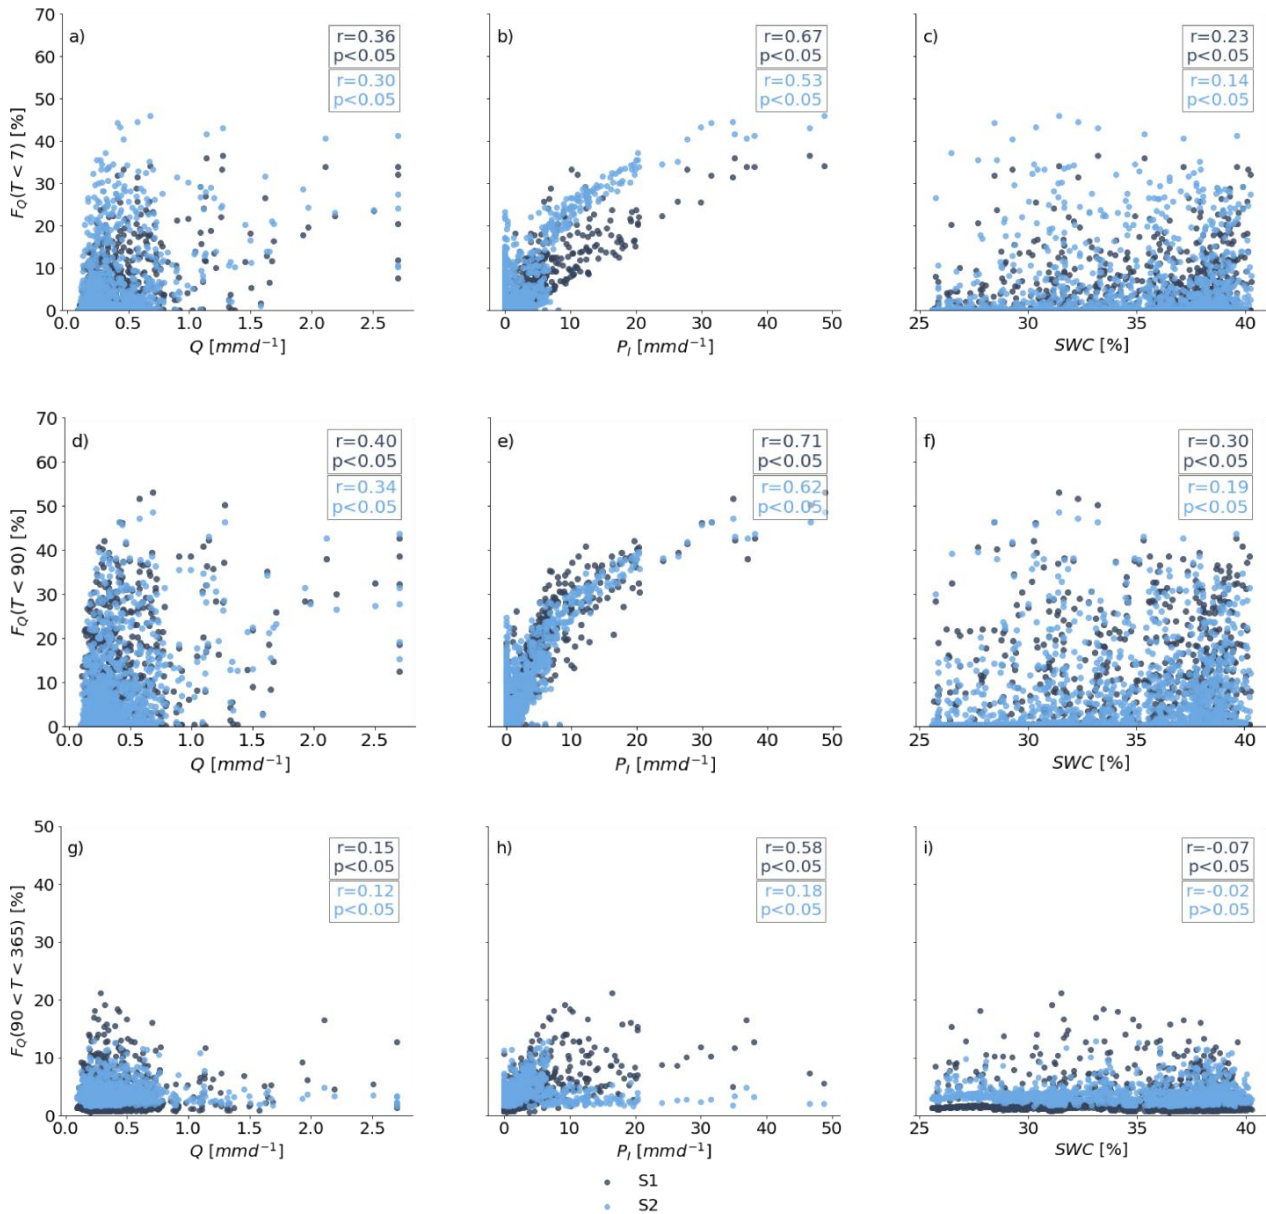 a)
r=0.36
p<0.05
r=0.30
p<0.05
F_Q(T < 7) [%]
70
60
50
40
30
20
10
0
0.0 0.5 1.0 1.5 2.0 2.5
Q [mmd⁻¹]
b)
r=0.67
p<0.05
r=0.53
p<0.05
0 10 20 30 40 50
P_I [mmd⁻¹]
c)
r=0.23
p<0.05
r=0.14
p<0.05
25 30 35 40
SWC [%]
d)
r=0.40
p<0.05
r=0.34
p<0.05
F_Q(T < 90) [%]
70
60
50
40
30
20
10
0
0.0 0.5 1.0 1.5 2.0 2.5
Q [mmd⁻¹]
e)
r=0.71
p<0.05
r=0.62
p<0.05
0 10 20 30 40 50
P_I [mmd⁻¹]
f)
r=0.30
p<0.05
r=0.19
p<0.05
25 30 35 40
SWC [%]
g)
r=0.15
p<0.05
r=0.12
p<0.05
F_Q(90 < T < 365) [%]
50
40
30
20
10
0
0.0 0.5 1.0 1.5 2.0 2.5
Q [mmd⁻¹]
h)
r=0.58
p<0.05
r=0.18
p<0.05
0 10 20 30 40 50
P_I [mmd⁻¹]
i)
r=-0.07
p<0.05
r=-0.02
p>0.05
25 30 35 40
SWC [%]
S1
S2